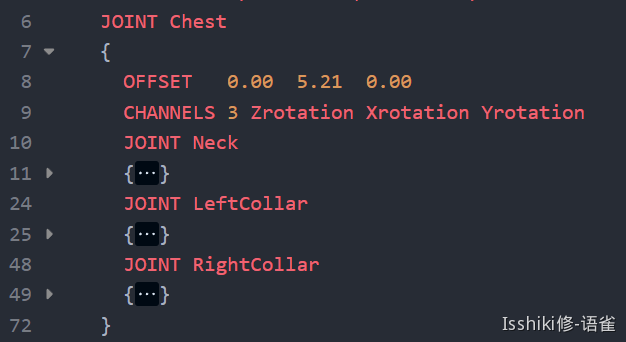 6 JOINT Chest
7 {
8 OFFSET 0.00 5.21 0.00
9 CHANNELS 3 Zrotation Xrotation Yrotation
10 JOINT Neck
11 {...}
24 JOINT LeftCollar
25 {...}
48 JOINT RightCollar
49 {...}
72 }
Isshiki修-语雀